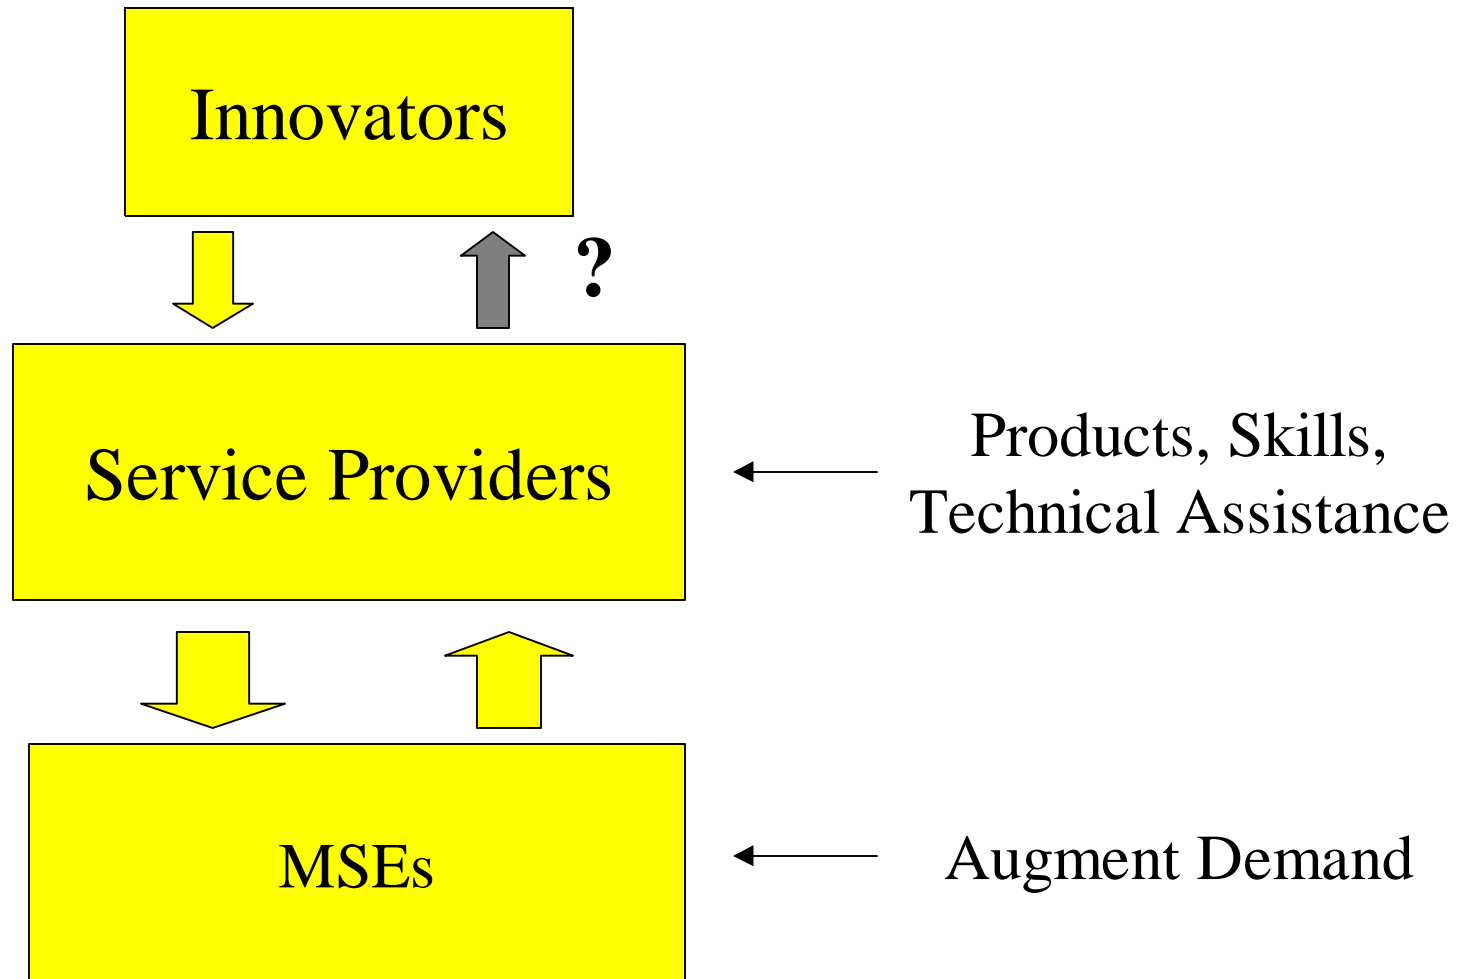 Innovators
?
Service Providers
Products, Skills,
Technical Assistance
MSEs
Augment Demand